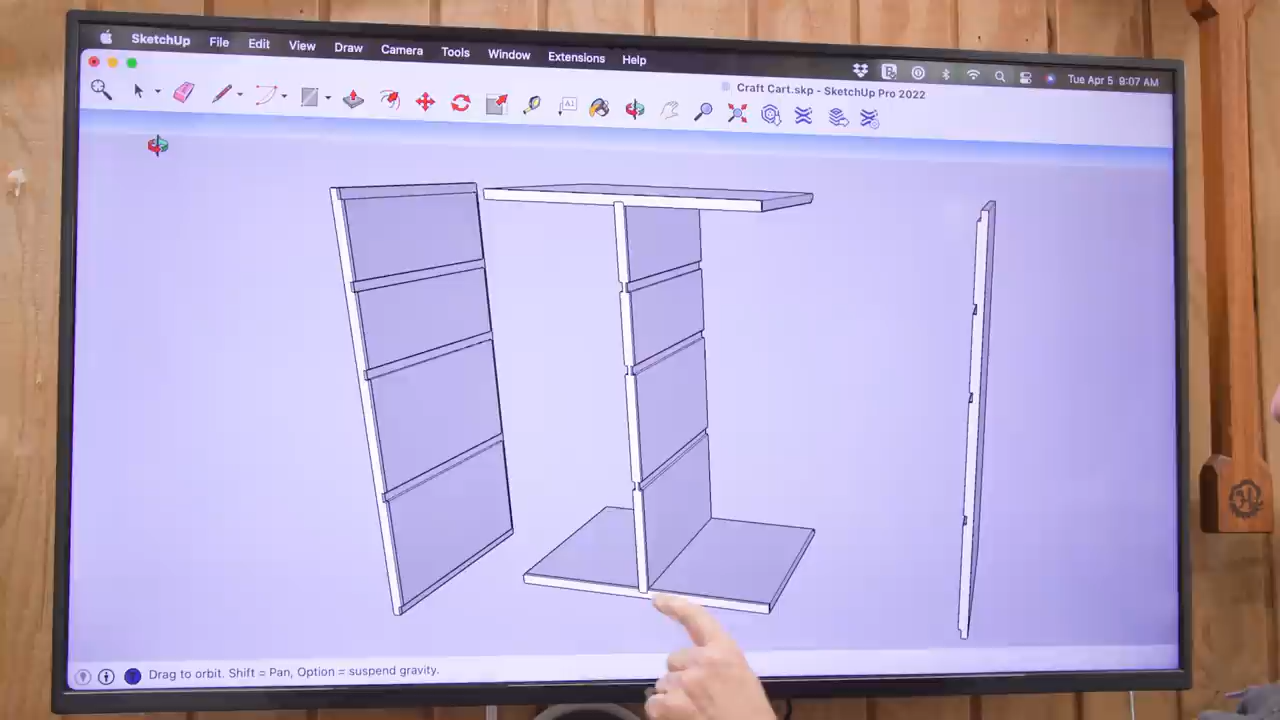 SketchUp File Edit View Draw Camera Tools Window Extensions Help Tue Apr 5 9:07 AM
Craft Cart.skp - SketchUp Pro 2022
A1
Drag to orbit. Shift = Pan, Option = suspend gravity.